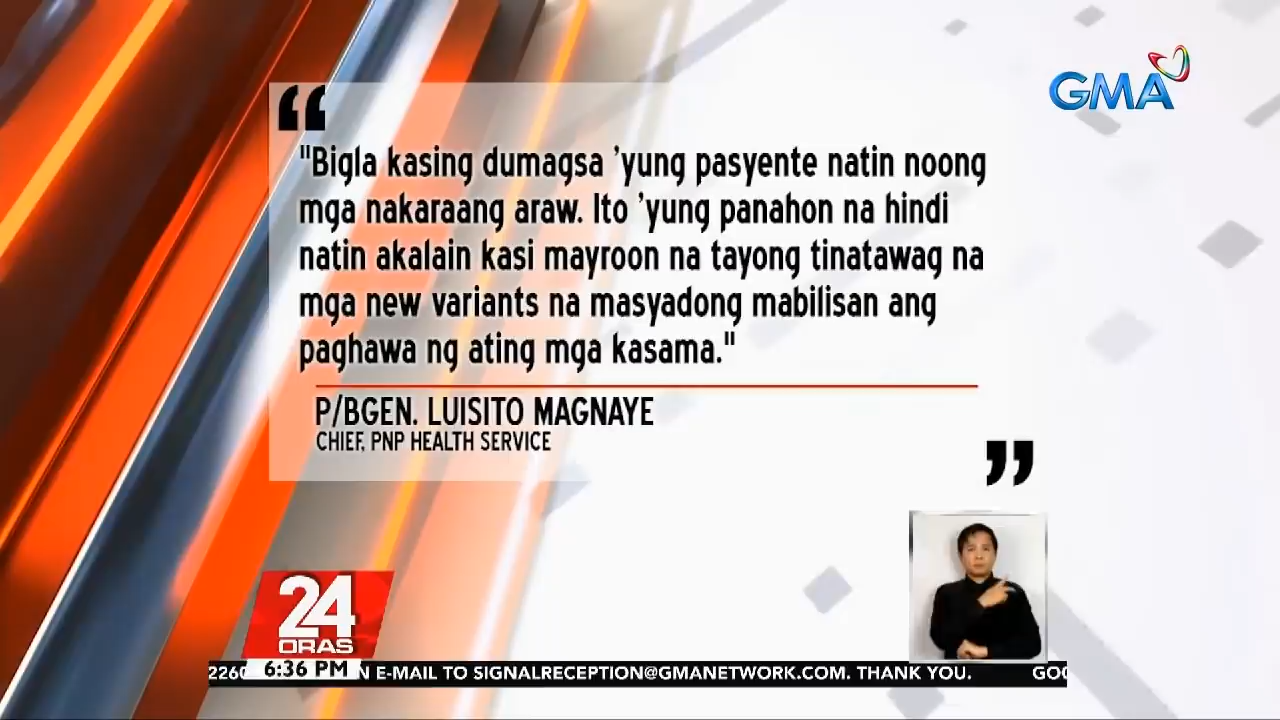 GMA
"Bigla kasing dumagsa 'yung pasyente natin noong
mga nakaraang araw. Ito 'yung panahon na hindi
natin akalain kasi mayroon na tayong tinatawag na
mga new variants na masyadong mabilisan ang
paghawa ng ating mga kasama."
P/BGEN. LUISITO MAGNAYE
CHIEF, PNP HEALTH SERVICE
24
ORAS
2260 6:36 PM N E-MAIL TO SIGNALRECEPTION@GMANETWORK.COM. THANK YOU. GOO